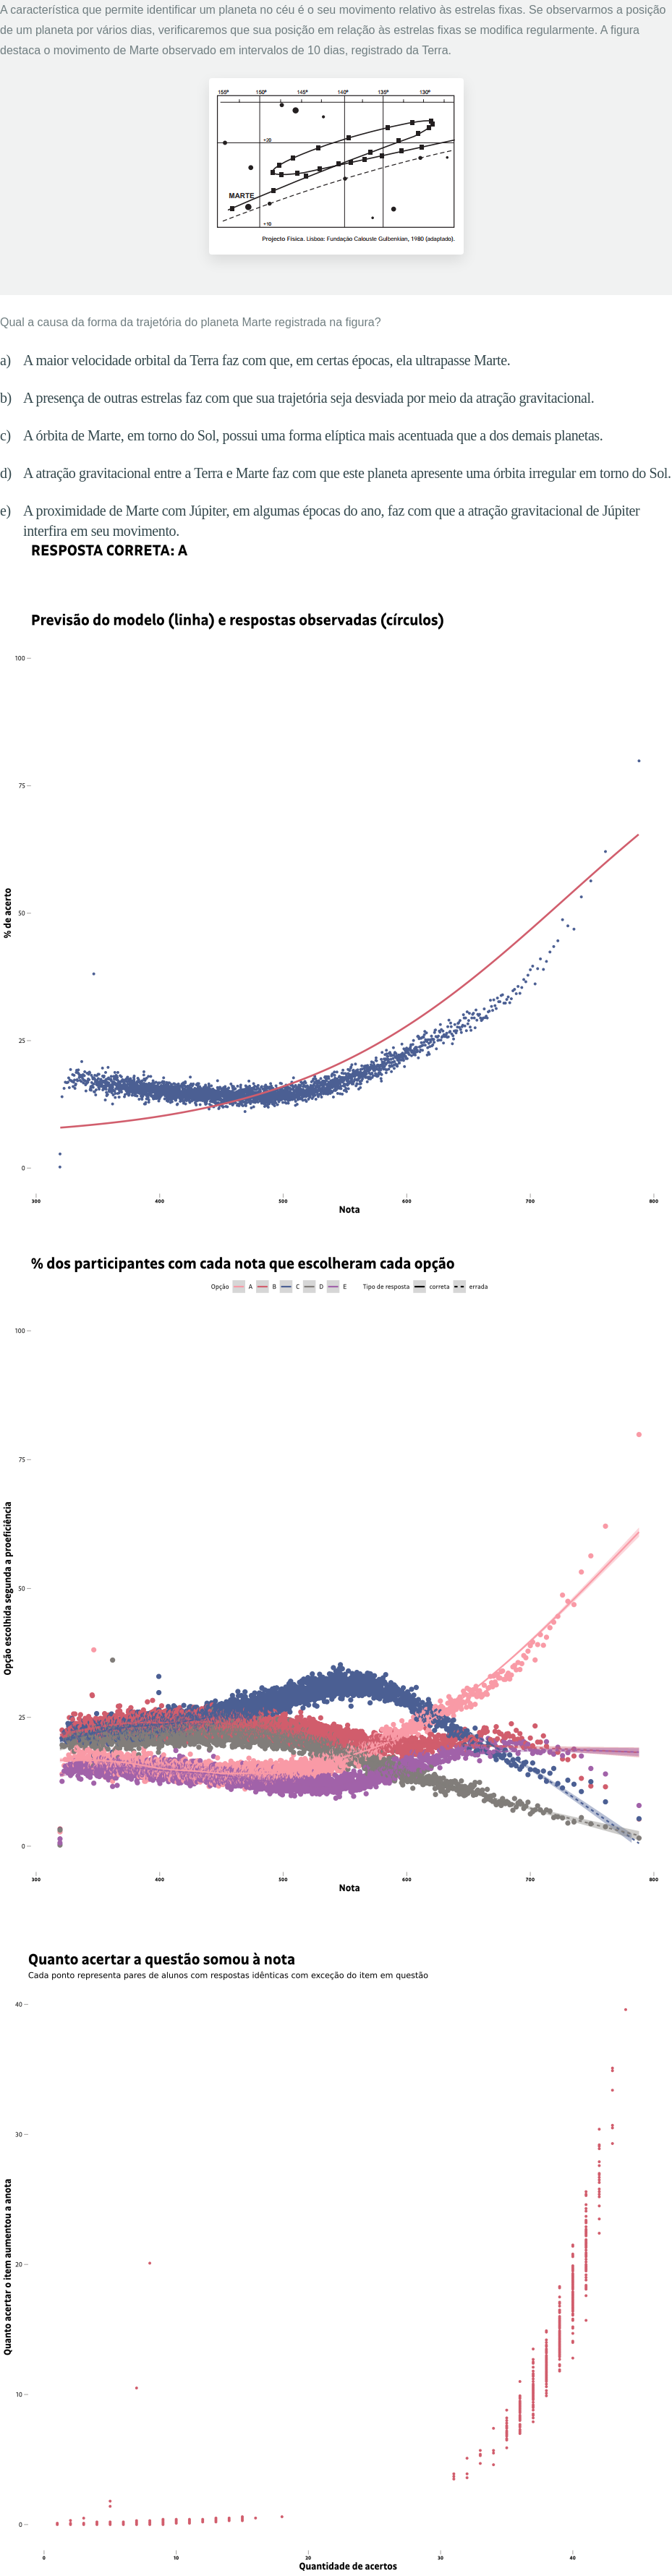 A característica que permite identificar um planeta no céu é o seu movimento relativo às estrelas fixas. Se observarmos a posição
de um planeta por vários dias, verificaremos que sua posição em relação às estrelas fixas se modifica regularmente. A figura
destaca o movimento de Marte observado em intervalos de 10 dias, registrado da Terra.
155° 150° 145° 140° 135° 130°
+20
MARTE
+10
Projecto Física. Lisboa: Fundação Calouste Gulbenkian, 1980 (adaptado).
Qual a causa da forma da trajetória do planeta Marte registrada na figura?
a) A maior velocidade orbital da Terra faz com que, em certas épocas, ela ultrapasse Marte.
b) A presença de outras estrelas faz com que sua trajetória seja desviada por meio da atração gravitacional.
c) A órbita de Marte, em torno do Sol, possui uma forma elíptica mais acentuada que a dos demais planetas.
d) A atração gravitacional entre a Terra e Marte faz com que este planeta apresente uma órbita irregular em torno do Sol.
e) A proximidade de Marte com Júpiter, em algumas épocas do ano, faz com que a atração gravitacional de Júpiter
interfira em seu movimento.
RESPOSTA CORRETA: A
Previsão do modelo (linha) e respostas observadas (círculos)
100
75
50
25
0
% de acerto
300 400 500 600 700 800
Nota
% dos participantes com cada nota que escolheram cada opção
Opção A B C D E Tipo de resposta correta errada
100
75
50
25
0
Opção escolhida segunda a proeficiência
300 400 500 600 700 800
Nota
Quanto acertar a questão somou à nota
Cada ponto representa pares de alunos com respostas idênticas com exceção do item em questão
40
30
20
10
0
Quanto acertar o item aumentou a anota
0 10 20 30 40
Quantidade de acertos